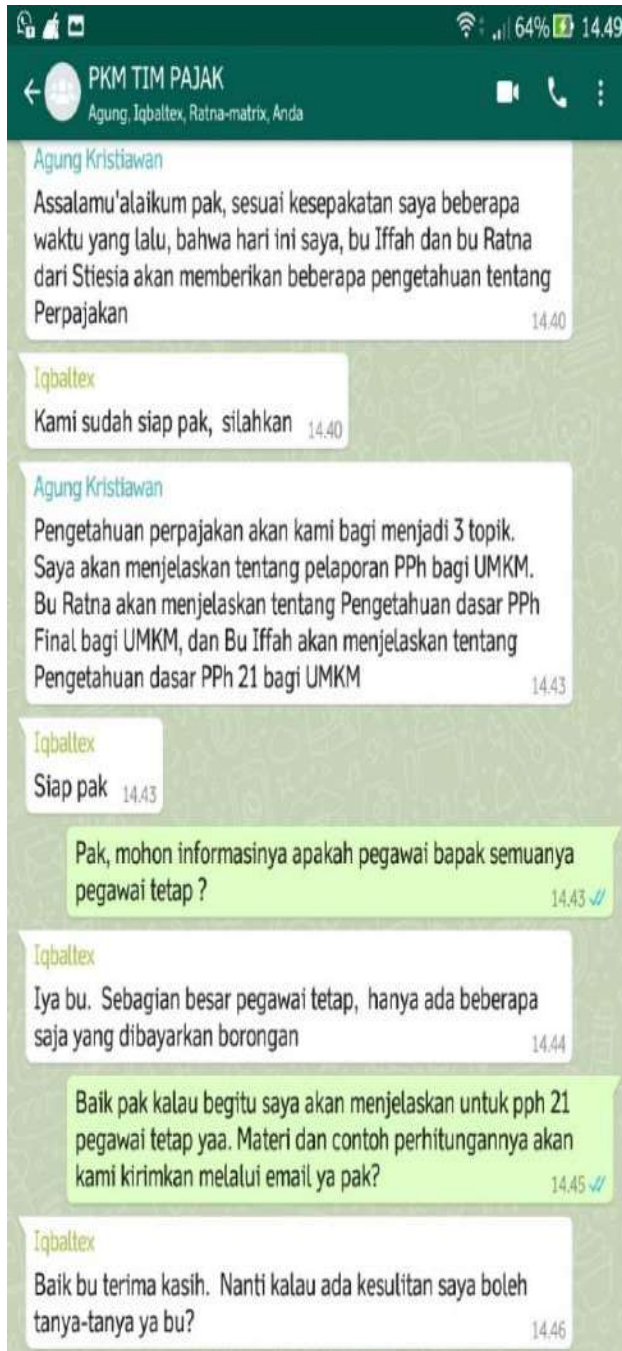 64% 14.49
PKM TIM PAJAK
Agung, Iqbaltex, Ratna-matrix, Anda
Agung Kristiawan
Assalamu'alaikum pak, sesuai kesepakatan saya beberapa
waktu yang lalu, bahwa hari ini saya, bu Iffah dan bu Ratna
dari Stiesia akan memberikan beberapa pengetahuan tentang
Perpajakan
14.40
Iqbaltex
Kami sudah siap pak, silahkan 14.40
Agung Kristiawan
Pengetahuan perpajakan akan kami bagi menjadi 3 topik.
Saya akan menjelaskan tentang pelaporan PPh bagi UMKM.
Bu Ratna akan menjelaskan tentang Pengetahuan dasar PPh
Final bagi UMKM, dan Bu Iffah akan menjelaskan tentang
Pengetahuan dasar PPh 21 bagi UMKM
14.43
Iqbaltex
Siap pak 14.43
Pak, mohon informasinya apakah pegawai bapak semuanya
pegawai tetap ?
14.43
Iqbaltex
Iya bu. Sebagian besar pegawai tetap, hanya ada beberapa
saja yang dibayarkan borongan
14.44
Baik pak kalau begitu saya akan menjelaskan untuk pph 21
pegawai tetap yaa. Materi dan contoh perhitungannya akan
kami kirimkan melalui email ya pak?
14.45
Iqbaltex
Baik bu terima kasih. Nanti kalau ada kesulitan saya boleh
tanya-tanya ya bu?
14.46